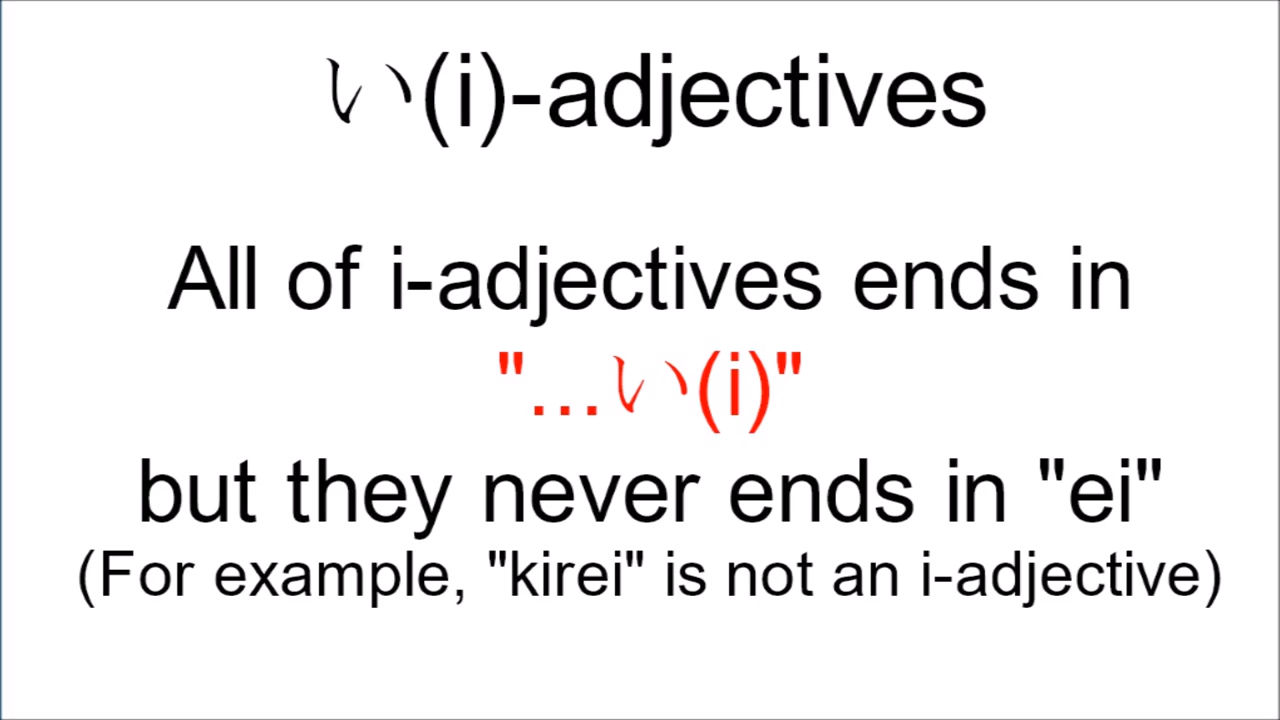 い(i)-adjectives
All of i-adjectives ends in
"...い(i)"
but they never ends in "ei"
(For example, "kirei" is not an i-adjective)